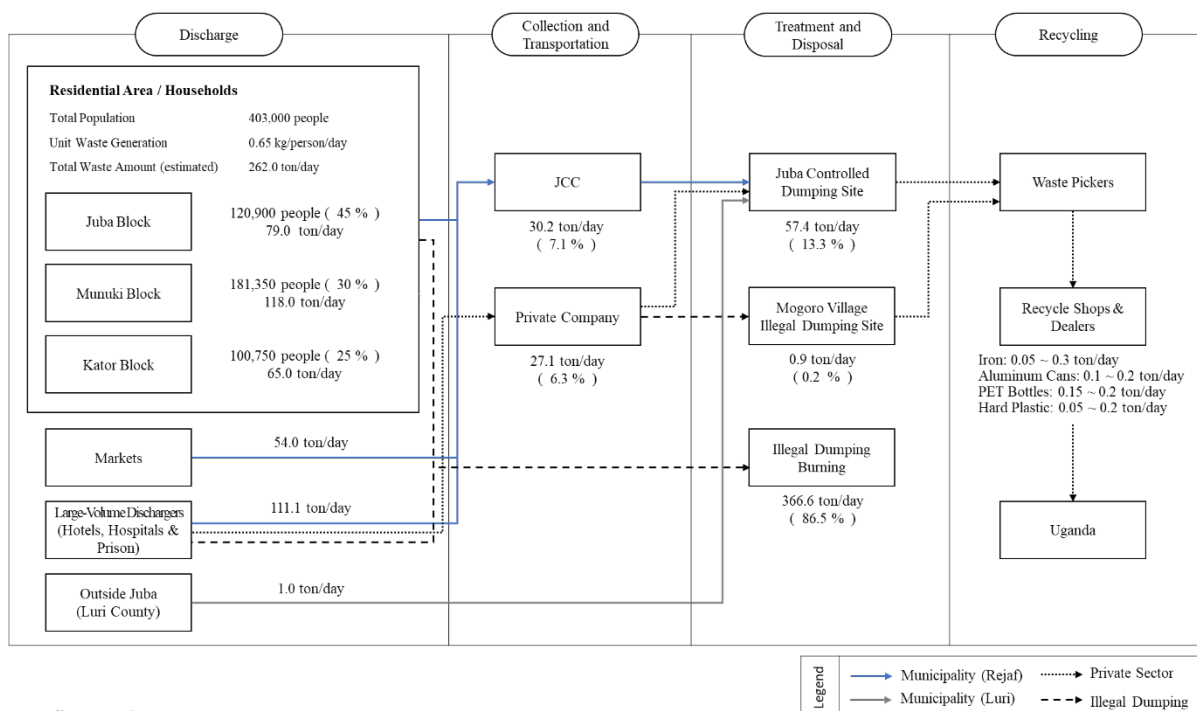 Discharge
Collection and
Transportation
Treatment and
Disposal
Recycling
Residential Area / Households
Total Population 403,000 people
Unit Waste Generation 0.65 kg/person/day
Total Waste Amount (estimated) 262.0 ton/day
Juba Block
120,900 people ( 45 % )
79.0 ton/day
Munuki Block
181,350 people ( 30 % )
118.0 ton/day
Kator Block
100,750 people ( 25 % )
65.0 ton/day
Markets
54.0 ton/day
Large-Volume Dischargers
(Hotels, Hospitals &
Prison)
111.1 ton/day
Outside Juba
(Luri County)
1.0 ton/day
JCC
30.2 ton/day
( 7.1 % )
Private Company
27.1 ton/day
( 6.3 % )
Juba Controlled
Dumping Site
57.4 ton/day
( 13.3 % )
Mogoro Village
Illegal Dumping Site
0.9 ton/day
( 0.2 % )
Illegal Dumping
Burning
366.6 ton/day
( 86.5 % )
Waste Pickers
Recycle Shops &
Dealers
Iron: 0.05 ~ 0.3 ton/day
Aluminum Cans: 0.1 ~ 0.2 ton/day
PET Bottles: 0.15 ~ 0.2 ton/day
Hard Plastic: 0.05 ~ 0.2 ton/day
Uganda
Legend
Municipality (Rejaf)
Private Sector
Municipality (Luri)
Illegal Dumping